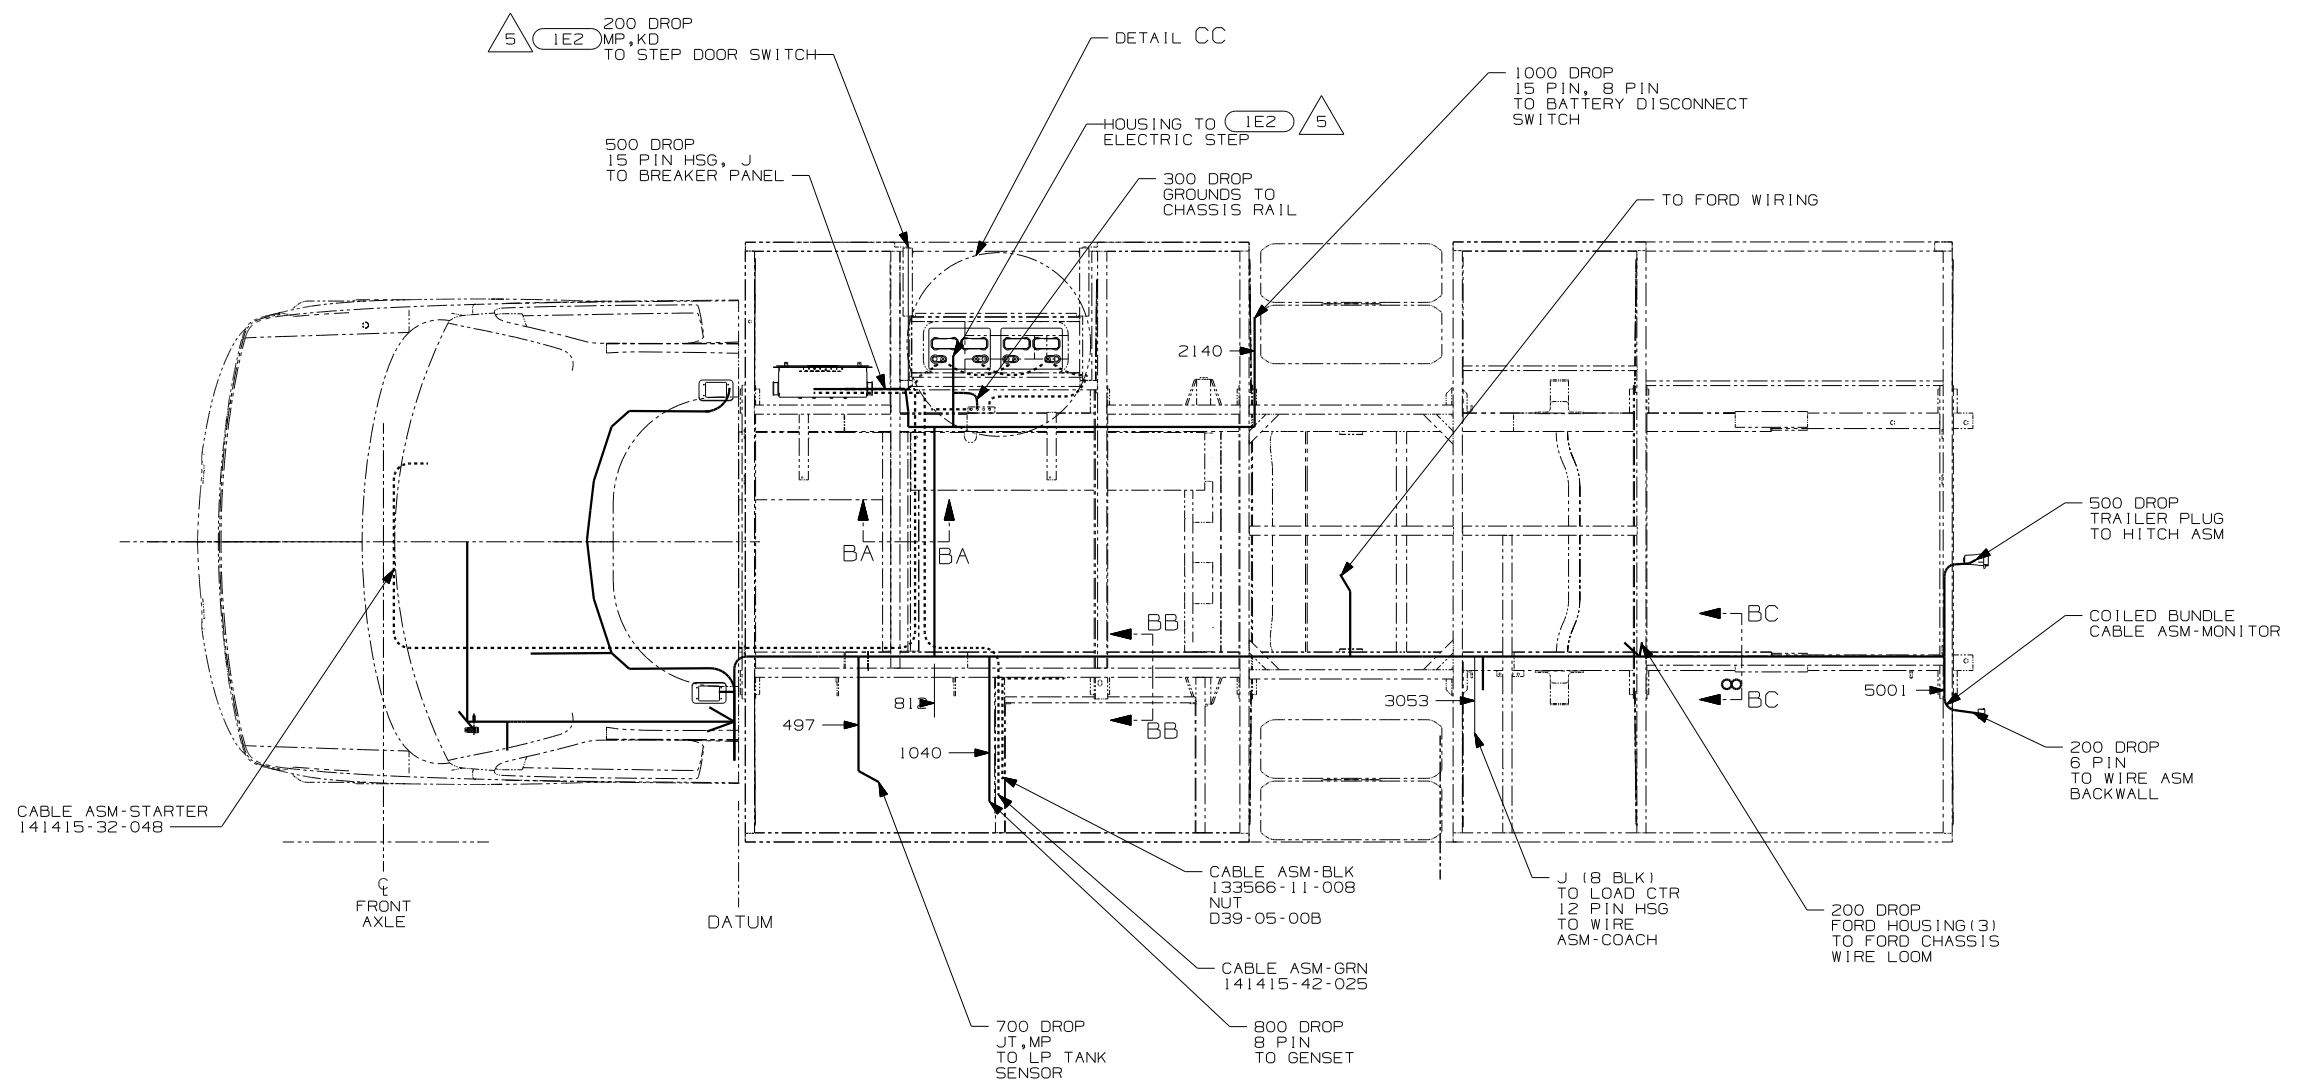 200 DROP
MP,KD
TO STEP DOOR SWITCH
5
1E2
DETAIL CC
HOUSING TO
ELECTRIC STEP
1E2
5
1000 DROP
15 PIN, 8 PIN
TO BATTERY DISCONNECT
SWITCH
500 DROP
15 PIN HSG, J
TO BREAKER PANEL
300 DROP
GROUNDS TO
CHASSIS RAIL
TO FORD WIRING
2140
500 DROP
TRAILER PLUG
TO HITCH ASM
BA
BA
BB
BB
BC
BC
8
COILED BUNDLE
CABLE ASM-MONITOR
5001
3053
812
497
1040
200 DROP
6 PIN
TO WIRE ASM
BACKWALL
CABLE ASM-STARTER
141415-32-048
CL
FRONT
AXLE
DATUM
CABLE ASM-BLK
133566-11-008
NUT
D39-05-00B
J (8 BLK)
TO LOAD CTR
12 PIN HSG
TO WIRE
ASM-COACH
200 DROP
FORD HOUSING(3)
TO FORD CHASSIS
WIRE LOOM
CABLE ASM-GRN
141415-42-025
700 DROP
JT,MP
TO LP TANK
SENSOR
800 DROP
8 PIN
TO GENSET